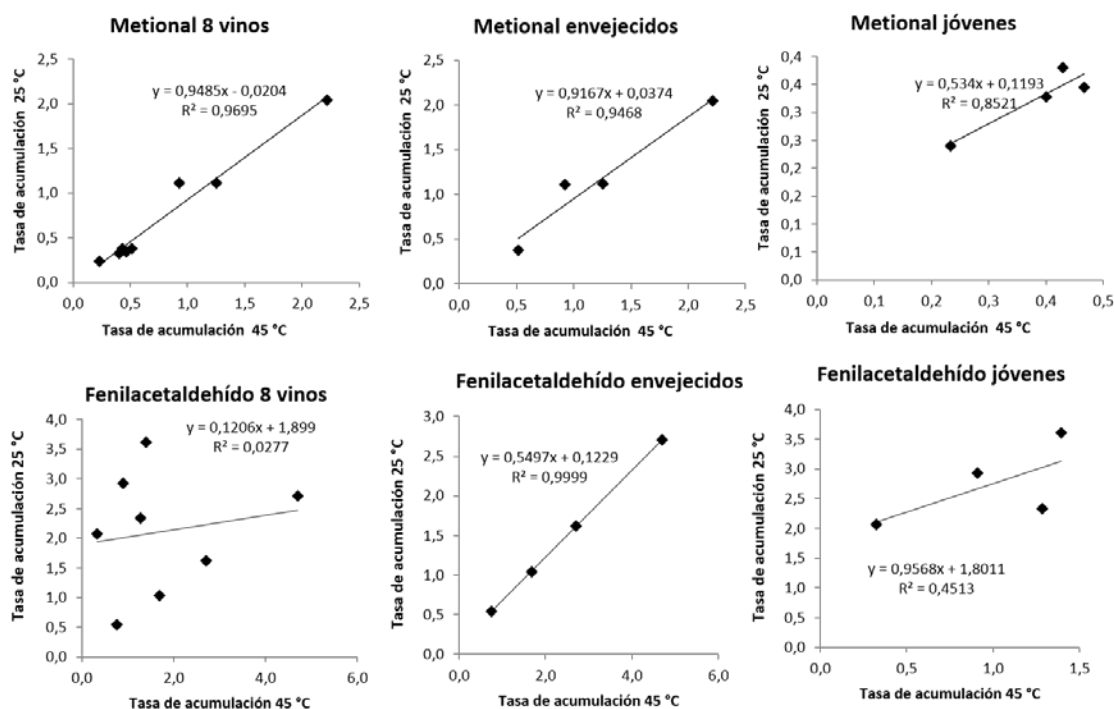 Metional 8 vinos
Tasa de acumulación 25 °C
2,5
2,0
1,5
1,0
0,5
0,0
y = 0,9485x - 0,0204
R² = 0,9695
0,0 0,5 1,0 1,5 2,0 2,5
Tasa de acumulación 45 °C
Metional envejecidos
Tasa de acumulación 25 °C
2,5
2,0
1,5
1,0
0,5
0,0
y = 0,9167x + 0,0374
R² = 0,9468
0,0 0,5 1,0 1,5 2,0 2,5
Tasa de acumulación 45 °C
Metional jóvenes
Tasa de acumulación 25 °C
0,4
0,4
0,3
0,3
0,2
0,2
0,1
0,1
0,0
y = 0,534x + 0,1193
R² = 0,8521
0,0 0,1 0,2 0,3 0,4 0,5
Tasa de acumulación 45 °C
Fenilacetaldehído 8 vinos
Tasa de acumulación 25 °C
4,0
3,5
3,0
2,5
2,0
1,5
1,0
0,5
0,0
y = 0,1206x + 1,899
R² = 0,0277
0,0 2,0 4,0 6,0
Tasa de acumulación 45 °C
Fenilacetaldehído envejecidos
Tasa de acumulación 25 °C
3,0
2,5
2,0
1,5
1,0
0,5
0,0
y = 0,5497x + 0,1229
R² = 0,9999
0,0 2,0 4,0 6,0
Tasa de acumulación 45 °C
Fenilacetaldehído jóvenes
Tasa de acumulación 25 °C
4,0
3,5
3,0
2,5
2,0
1,5
1,0
0,5
0,0
y = 0,9568x + 1,8011
R² = 0,4513
0,0 0,5 1,0 1,5
Tasa de acumulación 45 °C